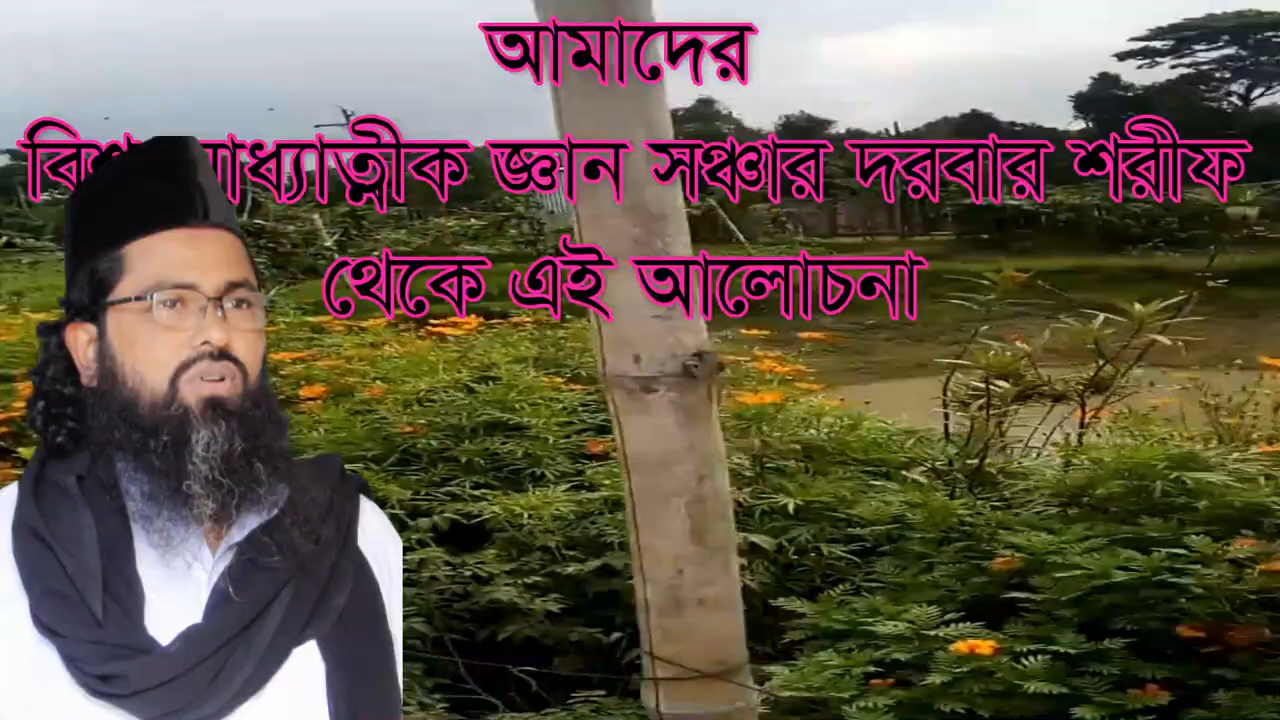 আমাদের
জ্ঞান সঞ্চার দরবার শরীফ
থেকে এই আলোচনা